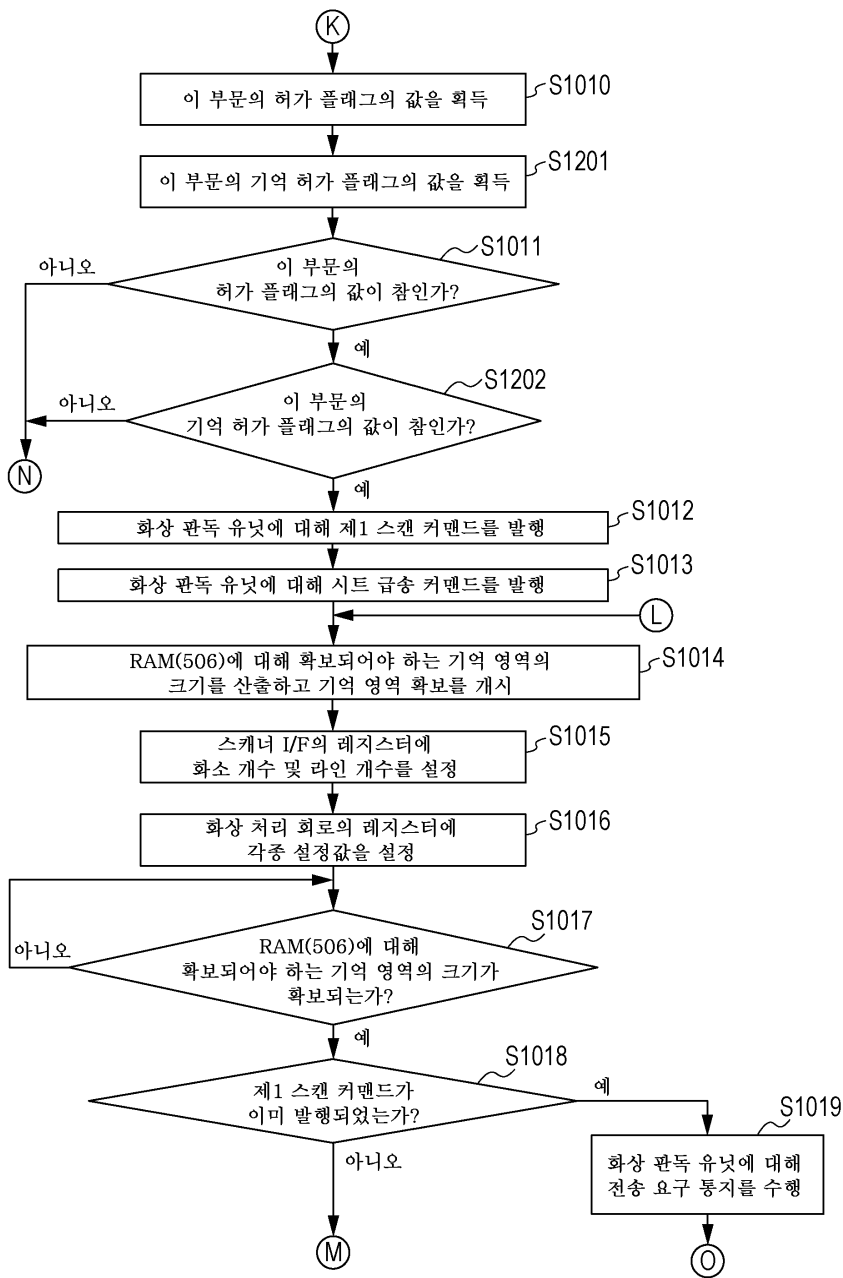 K
이 부문의 허가 플래그의 값을 획득
S1010
이 부문의 기억 허가 플래그의 값을 획득
S1201
S1011
아니오
이 부문의
허가 플래그의 값이 참인가?
예
S1202
아니오
이 부문의
기억 허가 플래그의 값이 참인가?
N
예
화상 판독 유닛에 대해 제1 스캔 커맨드를 발행
S1012
화상 판독 유닛에 대해 시트 급송 커맨드를 발행
S1013
L
RAM(506)에 대해 확보되어야 하는 기억 영역의
크기를 산출하고 기억 영역 확보를 개시
S1014
스캐너 I/F의 레지스터에
화소 개수 및 라인 개수를 설정
S1015
화상 처리 회로의 레지스터에
각종 설정값을 설정
S1016
S1017
아니오
RAM(506)에 대해
확보되어야 하는 기억 영역의 크기가
확보되는가?
예
S1018
제1 스캔 커맨드가
이미 발행되었는가?
예
S1019
아니오
화상 판독 유닛에 대해
전송 요구 통지를 수행
M
O